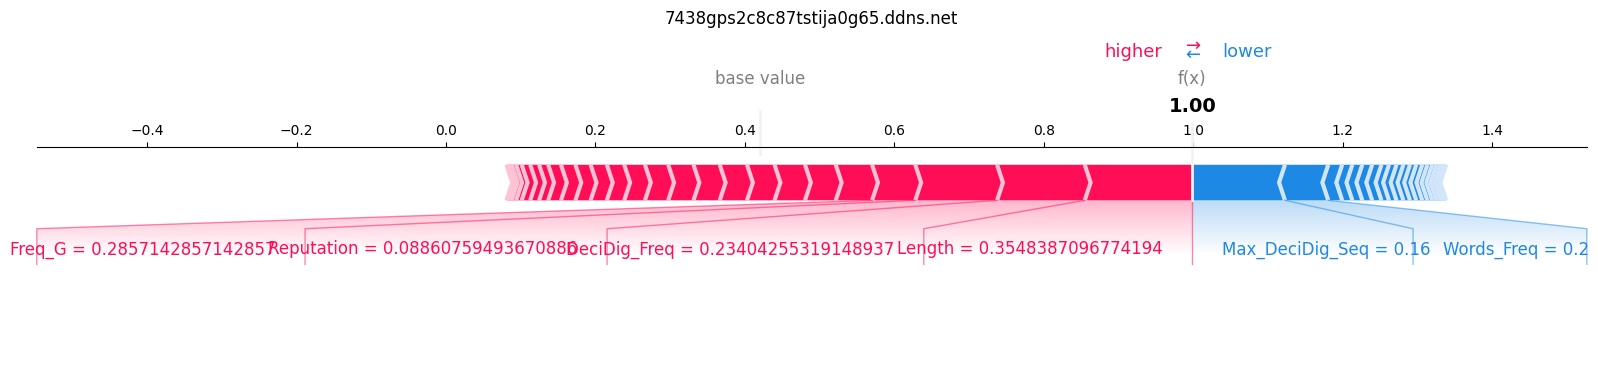 7438gps2c8c87tstija0g65.ddns.net
higher ⇄ lower
base value f(x)
1.00
−0.4 −0.2 0.0 0.2 0.4 0.6 0.8 1.0 1.2 1.4
Freq_G = 0.2857142857142857 Reputation = 0.08860759493670886 DeciDig_Freq = 0.23404255319148937 Length = 0.3548387096774194 Max_DeciDig_Seq = 0.16 Words_Freq = 0.2